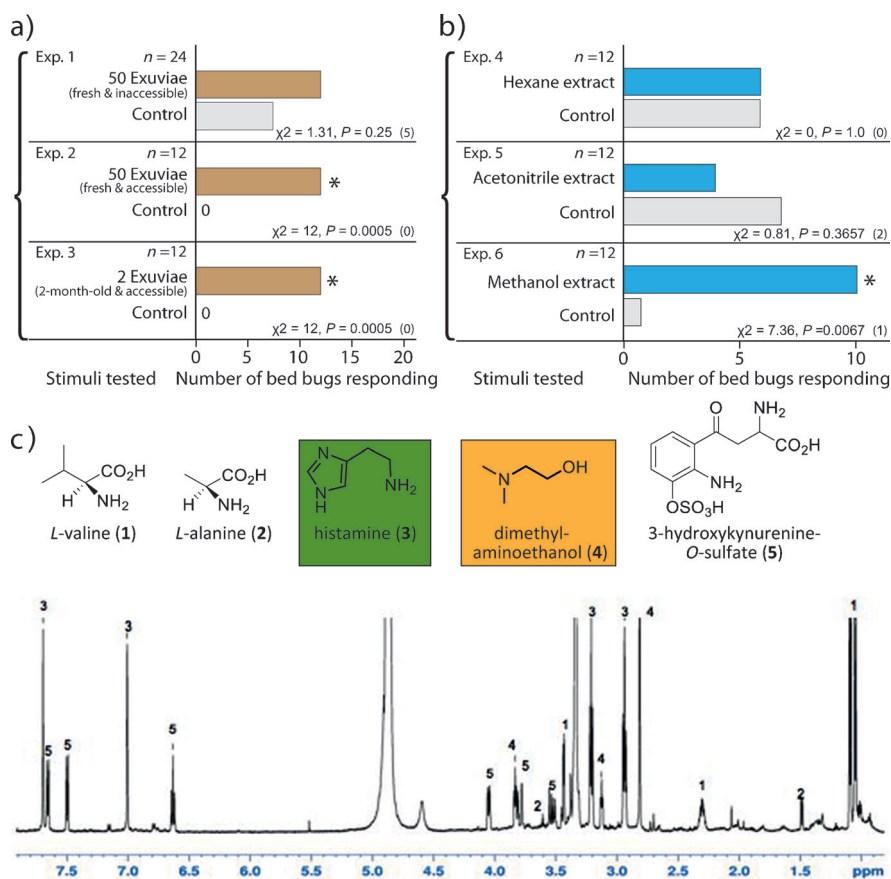 a)
Exp. 1 n = 24
50 Exuviae
(fresh & inaccessible)
Control
χ2 = 1.31, P = 0.25 (5)
Exp. 2 n =12
50 Exuviae *
(fresh & accessible)
Control 0
χ2 = 12, P = 0.0005 (0)
Exp. 3 n =12
2 Exuviae *
(2-month-old & accessible)
Control 0
χ2 = 12, P = 0.0005 (0)
0 5 10 15 20
Stimuli tested Number of bed bugs responding
b)
Exp. 4 n =12
Hexane extract
Control
χ2 = 0, P = 1.0 (0)
Exp. 5 n =12
Acetonitrile extract
Control
χ2 = 0.81, P = 0.3657 (2)
Exp. 6 n =12
Methanol extract *
Control
χ2 = 7.36, P =0.0067 (1)
0 5 10
Stimuli tested Number of bed bugs responding
c)
CO2H
H NH2
L-valine (1)
CO2H
H NH2
L-alanine (2)
N
N
H
NH2
histamine (3)
N
OH
dimethyl-
aminoethanol (4)
O NH2
CO2H
NH2
OSO3H
3-hydroxykynurenine-
O-sulfate (5)
3 5 5 3 5 5 4 5 2 5 1 3 4 3 4 1 2 1
7.5 7.0 6.5 6.0 5.5 5.0 4.5 4.0 3.5 3.0 2.5 2.0 1.5 ppm